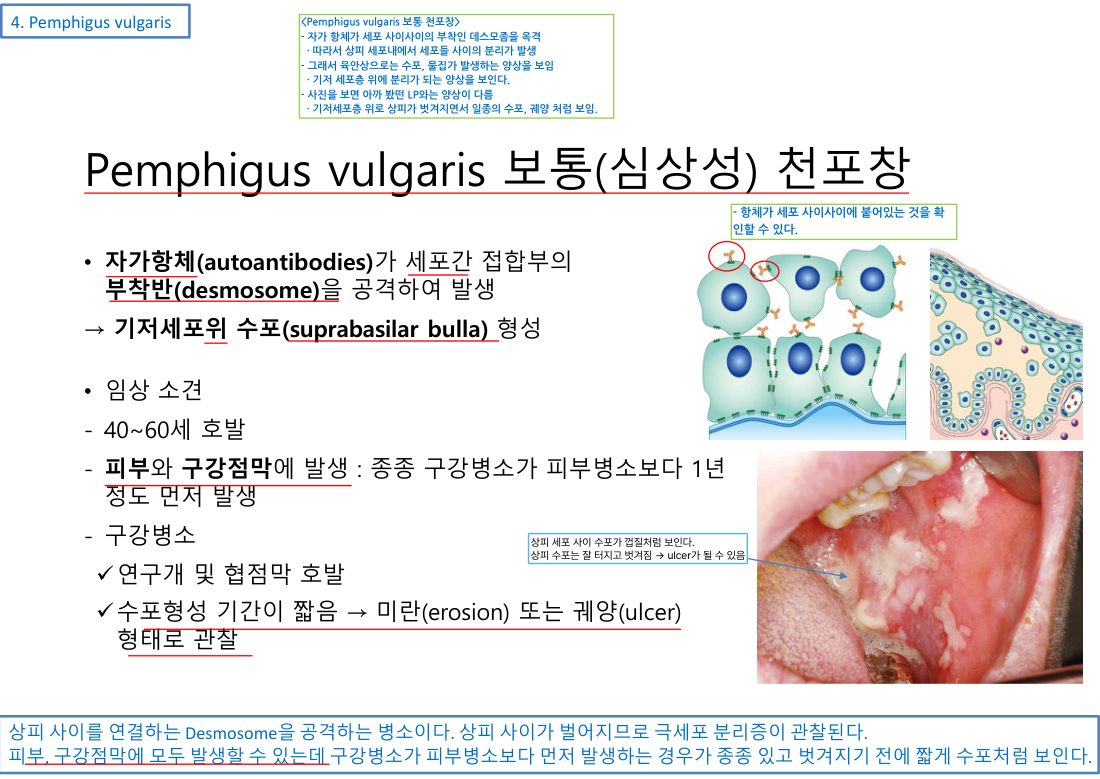 4. Pemphigus vulgaris
<Pemphigus vulgaris 보통 천포창>
- 자가 항체가 세포 사이사이의 부착인 데스모좀을 목격
· 따라서 상피 세포내에서 세포들 사이의 분리가 발생
- 그래서 육안상으로는 수포, 물집가 발생하는 양상을 보임
· 기저 세포층 위에 분리가 되는 양상을 보인다.
- 사진을 보면 아까 봤던 LP와는 양상이 다름
· 기저세포층 위로 상피가 벗겨지면서 일종의 수포, 궤양 처럼 보임.
Pemphigus vulgaris 보통(심상성) 천포창
- 항체가 세포 사이사이에 붙어있는 것을 확
인할 수 있다.
• 자가항체(autoantibodies)가 세포간 접합부의
부착반(desmosome)을 공격하여 발생
→ 기저세포위 수포(suprabasilar bulla) 형성
• 임상 소견
- 40~60세 호발
- 피부와 구강점막에 발생 : 종종 구강병소가 피부병소보다 1년
정도 먼저 발생
- 구강병소
✓연구개 및 협점막 호발
✓수포형성 기간이 짧음 → 미란(erosion) 또는 궤양(ulcer)
형태로 관찰
상피 세포 사이 수포가 껍질처럼 보인다.
상피 수포는 잘 터지고 벗겨짐 → ulcer가 될 수 있음
상피 사이를 연결하는 Desmosome을 공격하는 병소이다. 상피 사이가 벌어지므로 극세포 분리증이 관찰된다.
피부, 구강점막에 모두 발생할 수 있는데 구강병소가 피부병소보다 먼저 발생하는 경우가 종종 있고 벗겨지기 전에 짧게 수포처럼 보인다.